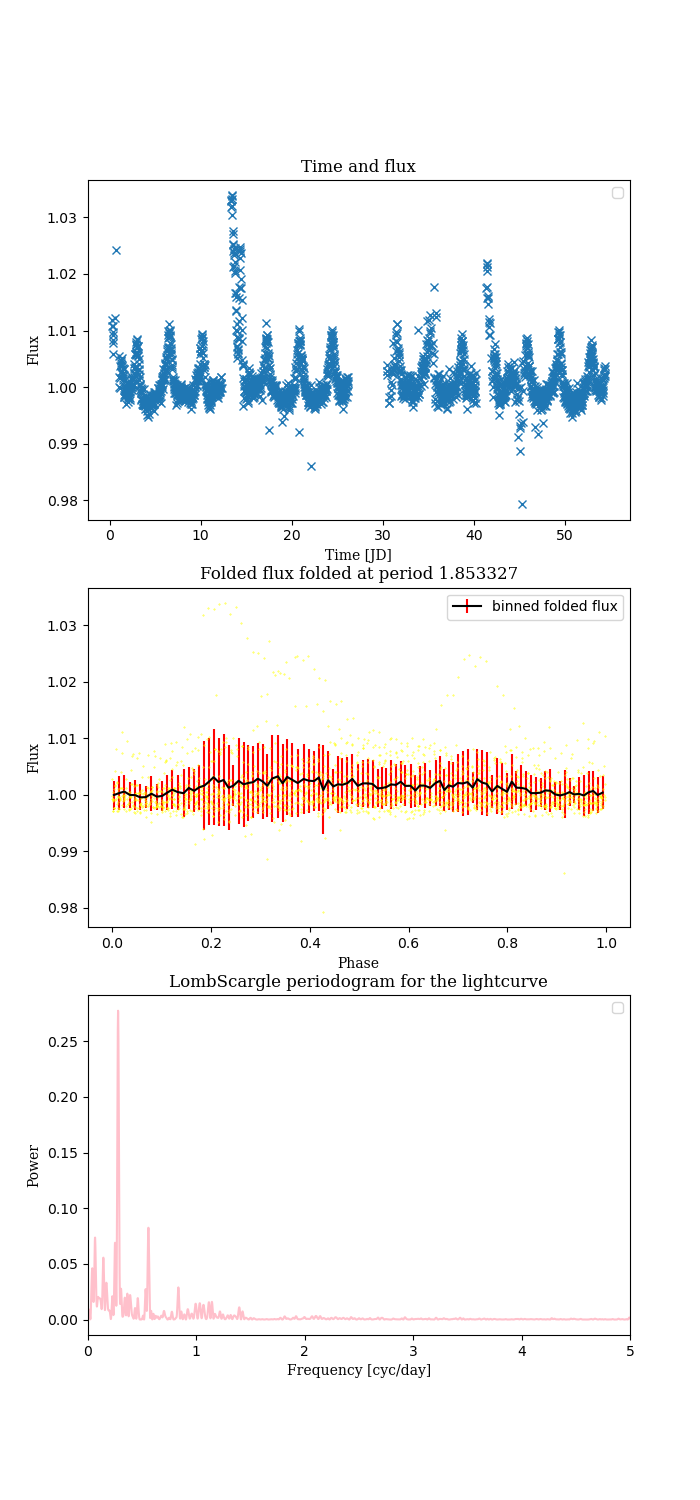 Time and flux
1.03
1.02
1.01
1.00
0.99
0.98
Flux
0 10 20 30 40 50
Time [JD]
Folded flux folded at period 1.853327
binned folded flux
1.03
1.02
1.01
1.00
0.99
0.98
Flux
0.0 0.2 0.4 0.6 0.8 1.0
Phase
LombScargle periodogram for the lightcurve
0.25
0.20
0.15
0.10
0.05
0.00
Power
0 1 2 3 4 5
Frequency [cyc/day]